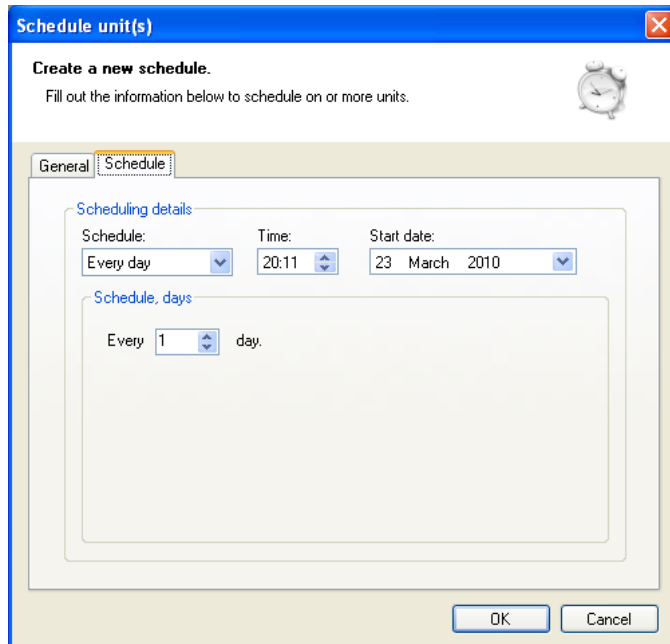 Schedule unit(s)
Create a new schedule.
Fill out the information below to schedule on or more units.
General Schedule
Scheduling details
Schedule: Time: Start date:
Every day 20:11 23 March 2010
Schedule, days
Every 1 day.
OK Cancel